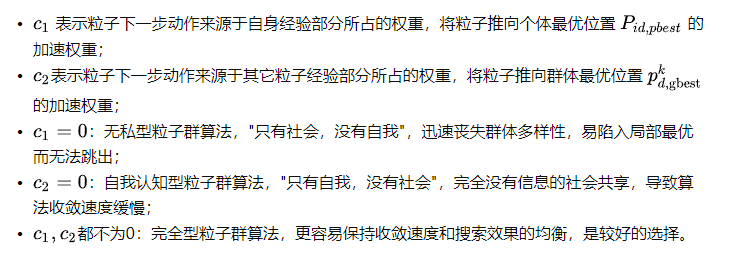 • c₁ 表示粒子下一步动作来源于自身经验部分所占的权重，将粒子推向个体最优位置 P_{id,pbest} 的
加速权重；
• c₂表示粒子下一步动作来源于其它粒子经验部分所占的权重，将粒子推向群体最优位置 p^k_{d,gbest}
的加速权重；
• c₁ = 0：无私型粒子群算法，"只有社会，没有自我"，迅速丧失群体多样性，易陷入局部最优
而无法跳出；
• c₂ = 0：自我认知型粒子群算法，"只有自我，没有社会"，完全没有信息的社会共享，导致算
法收敛速度缓慢；
• c₁, c₂都不为0：完全型粒子群算法，更容易保持收敛速度和搜索效果的均衡，是较好的选择。